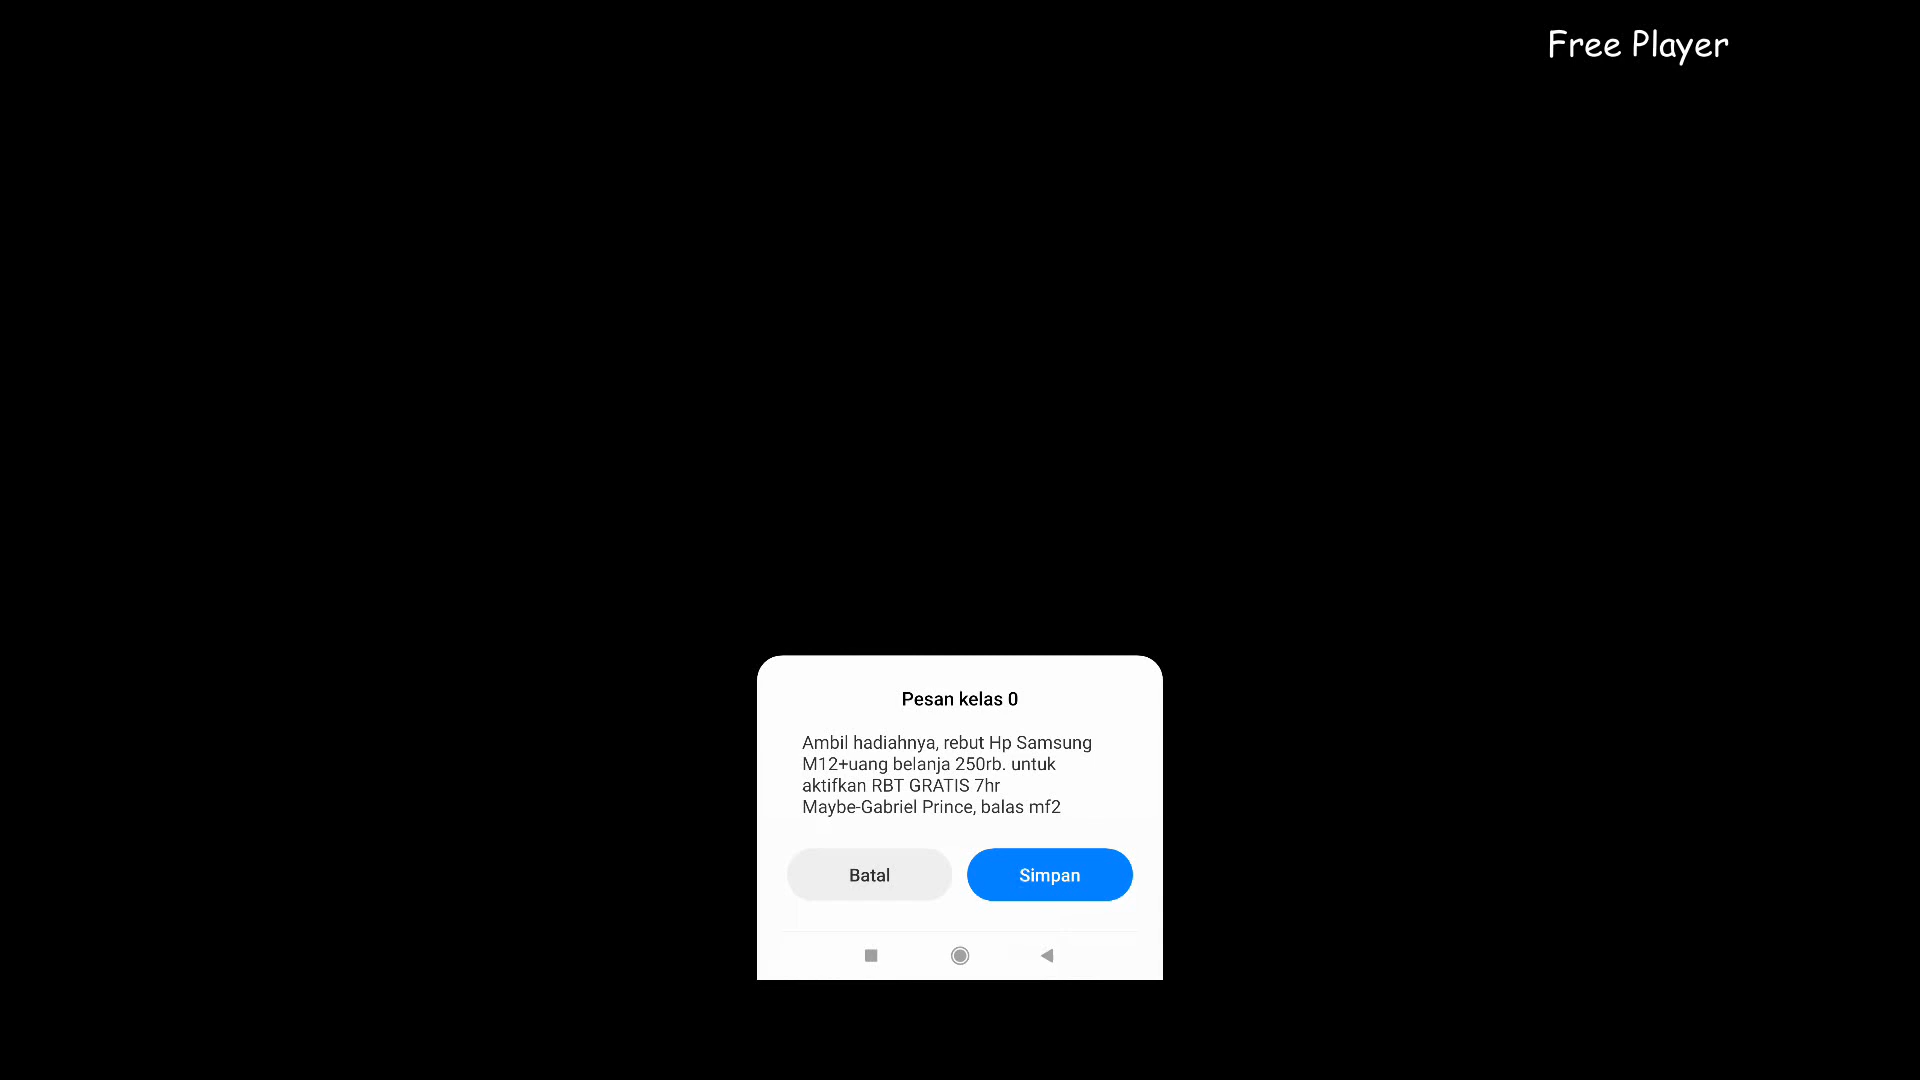 Free Player
Pesan kelas 0
Ambil hadiahnya, rebut Hp Samsung
M12+uang belanja 250rb. untuk
aktifkan RBT GRATIS 7hr
Maybe-Gabriel Prince, balas mf2
Batal
Simpan